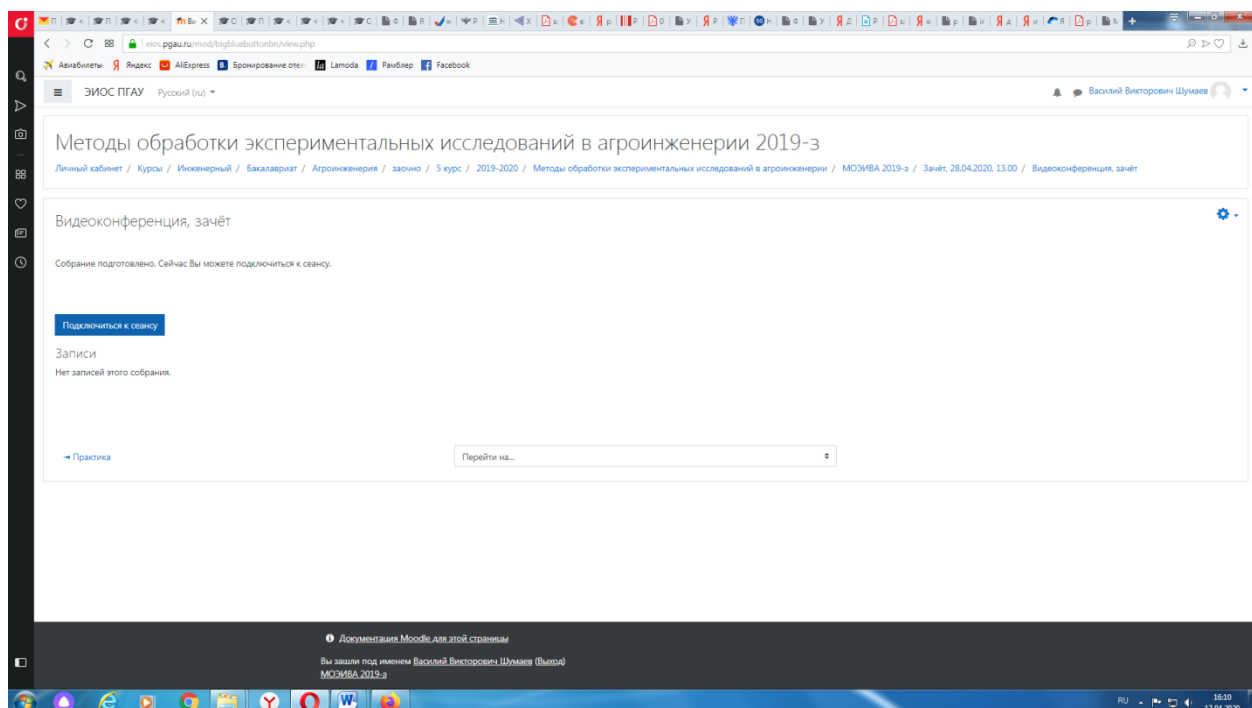 eios.pgau.ru/mod/bigbluebuttonbn/view.php
Авиабилеты Яндекс AliExpress Бронирование отел Lamoda Рамблер Facebook
ЭИОС ПГАУ Русский (ru) Василий Викторович Шумаев
Методы обработки экспериментальных исследований в агроинженерии 2019-з
Личный кабинет / Курсы / Инженерный / Бакалавриат / Агроинженерия / заочно / 5 курс / 2019-2020 / Методы обработки экспериментальных исследований в агроинженерии / МОЭИВА 2019-з / Зачёт, 28.04.2020, 13.00 / Видеоконференция, зачёт
Видеоконференция, зачёт
Собрание подготовлено. Сейчас Вы можете подключиться к сеансу.
Подключиться к сеансу
Записи
Нет записей этого собрания.
◄ Практика
Перейти на...
Документация Moodle для этой страницы
Вы зашли под именем Василий Викторович Шумаев (Выход)
МОЭИВА 2019-з
RU 16:10
17.04.2020